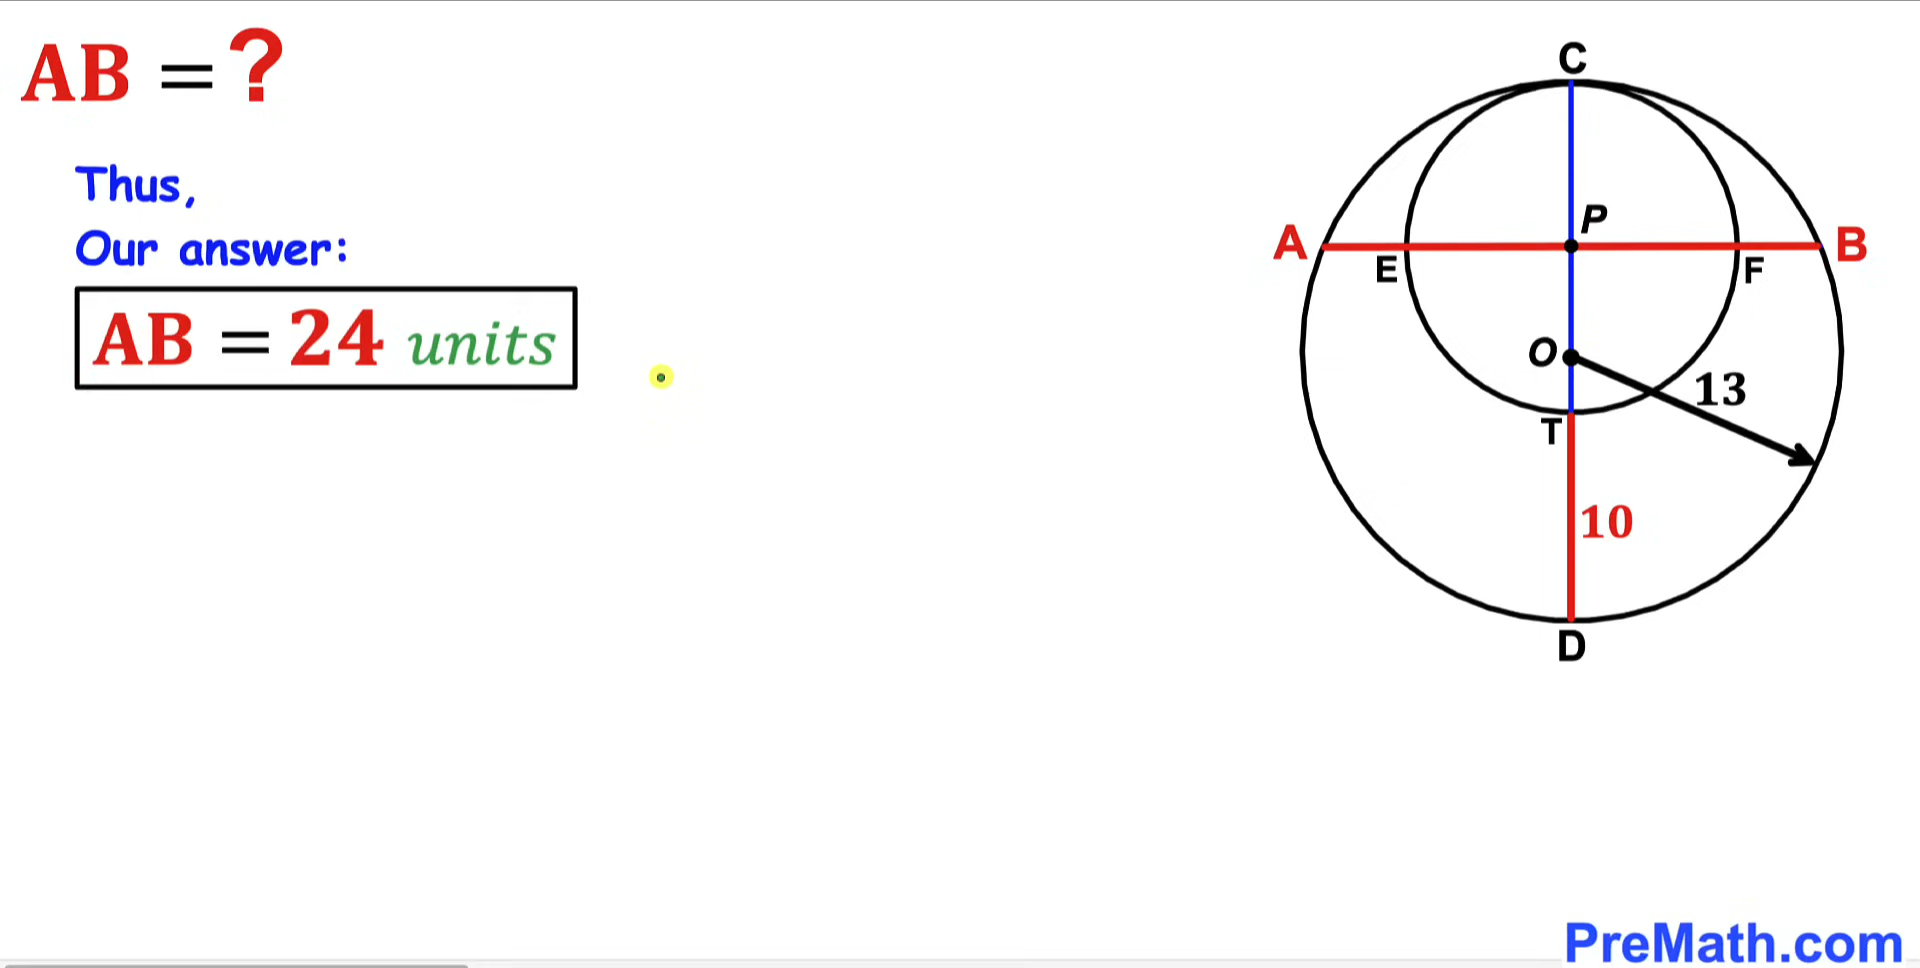 AB = ?
Thus,
Our answer:
AB = 24 units
C
P
A
B
E
F
O
13
T
10
D
PreMath.com